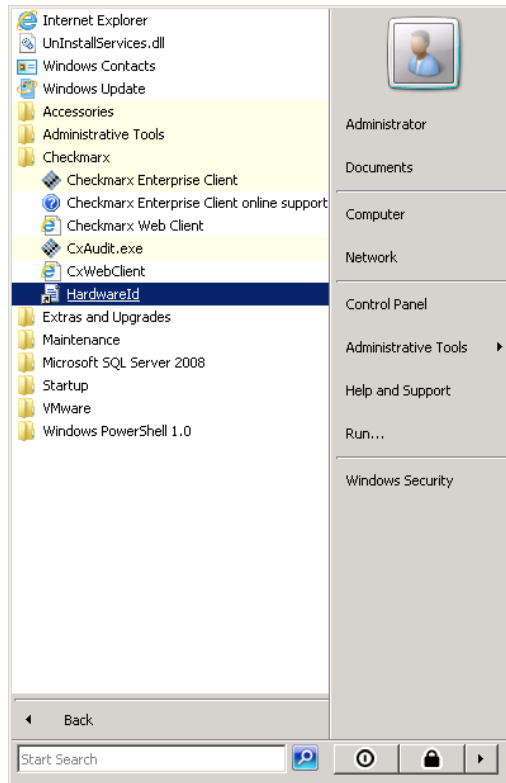 Internet Explorer
UnInstallServices.dll
Windows Contacts
Windows Update
Accessories
Administrative Tools
Checkmarx
Checkmarx Enterprise Client
Checkmarx Enterprise Client online support
Checkmarx Web Client
CxAudit.exe
CxWebClient
HardwareId
Extras and Upgrades
Maintenance
Microsoft SQL Server 2008
Startup
VMware
Windows PowerShell 1.0
Back
Start Search
Administrator
Documents
Computer
Network
Control Panel
Administrative Tools
Help and Support
Run...
Windows Security